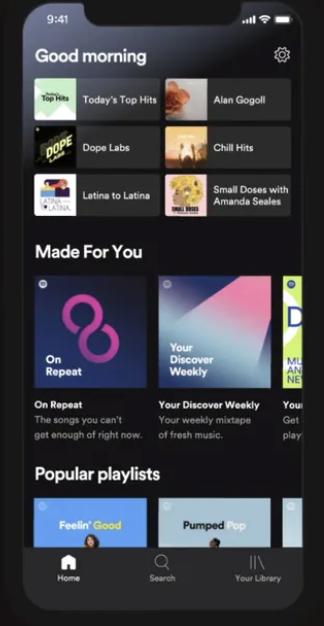 9:41
Good morning
Today's Top Hits
Today's
Top Hits
Alan Gogoll
DOPE
LABS
Dope Labs
Chill Hits
LATINA
LATINA
Latina to Latina
SMALL
DOSES
Small Doses with
Amanda Seales
Made For You
On
Repeat
Your
Discover
Weekly
D
MU
AN
NE
On Repeat
The songs you can't
get enough of right now.
Your Discover Weekly
Your weekly mixtape
of fresh music.
You
Get
play
Popular playlists
Feelin' Good
Pumped Pop
Home
Search
Your Library